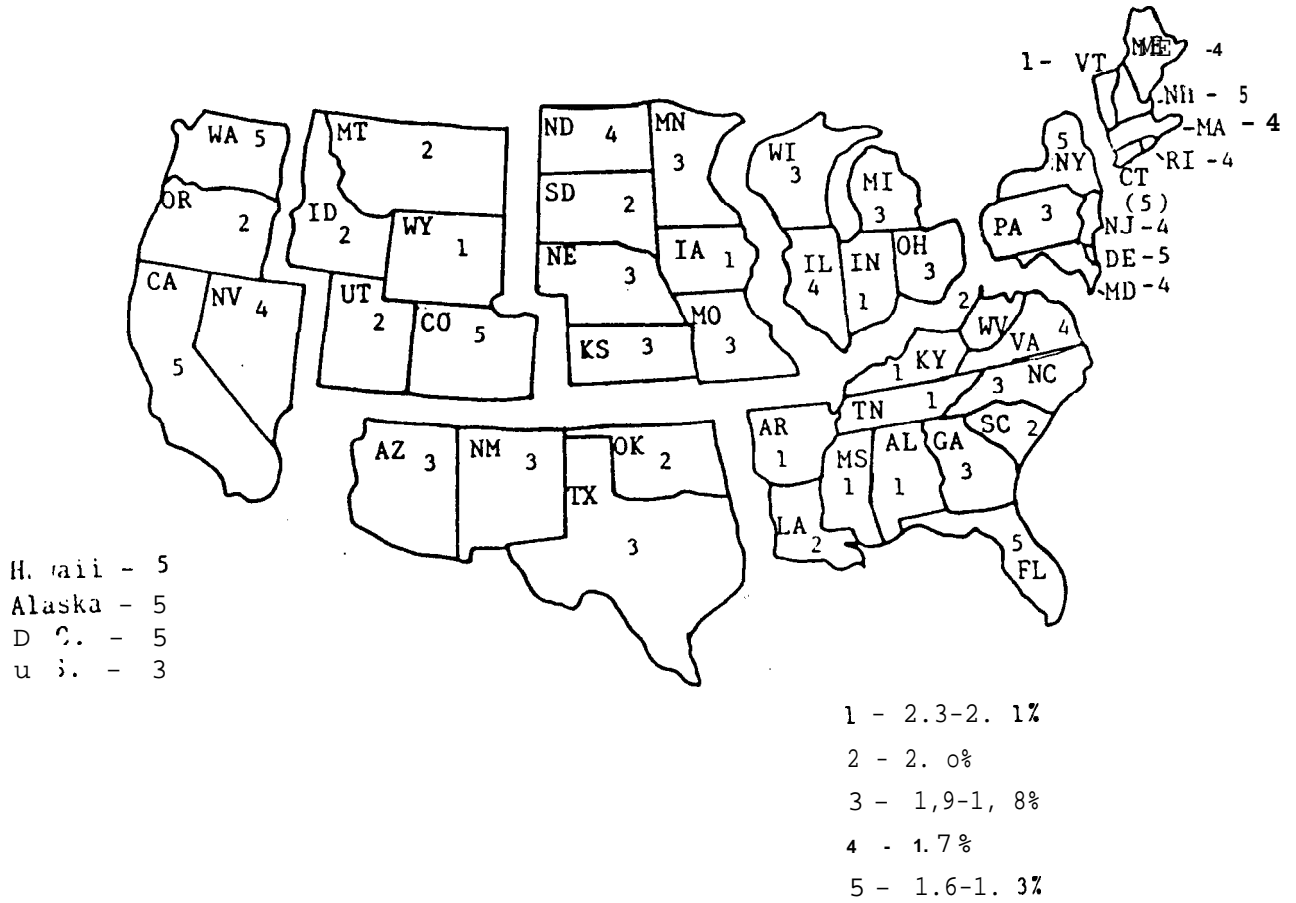 ME -4
1- VT
NH - 5
MA - 4
RI - 4
CT
(5)
5
NY
PA 3
NJ-4
DE-5
MD-4
WA 5
OR
2
MT
2
ID
2
WY
1
CA
5
NV 4
UT
2
CO
5
ND 4
SD
2
NE
3
KS 3
MN
3
IA 1
MO
3
WI
3
MI
3
IL
4
IN
1
OH
3
2
WV
VA 4
KY
1
TN 1
3 NC
SC
2
AZ 3
NM 3
OK
2
TX
3
AR
1
LA
2
MS
1
AL
1
GA
3
5
FL
- 5
Alaska - 5
D C. - 5
u - 3
1 - 2.3-2. 1%
2 - 2. o%
3 - 1,9-1, 8%
4 - 1.7%
5 - 1.6-1. 3%